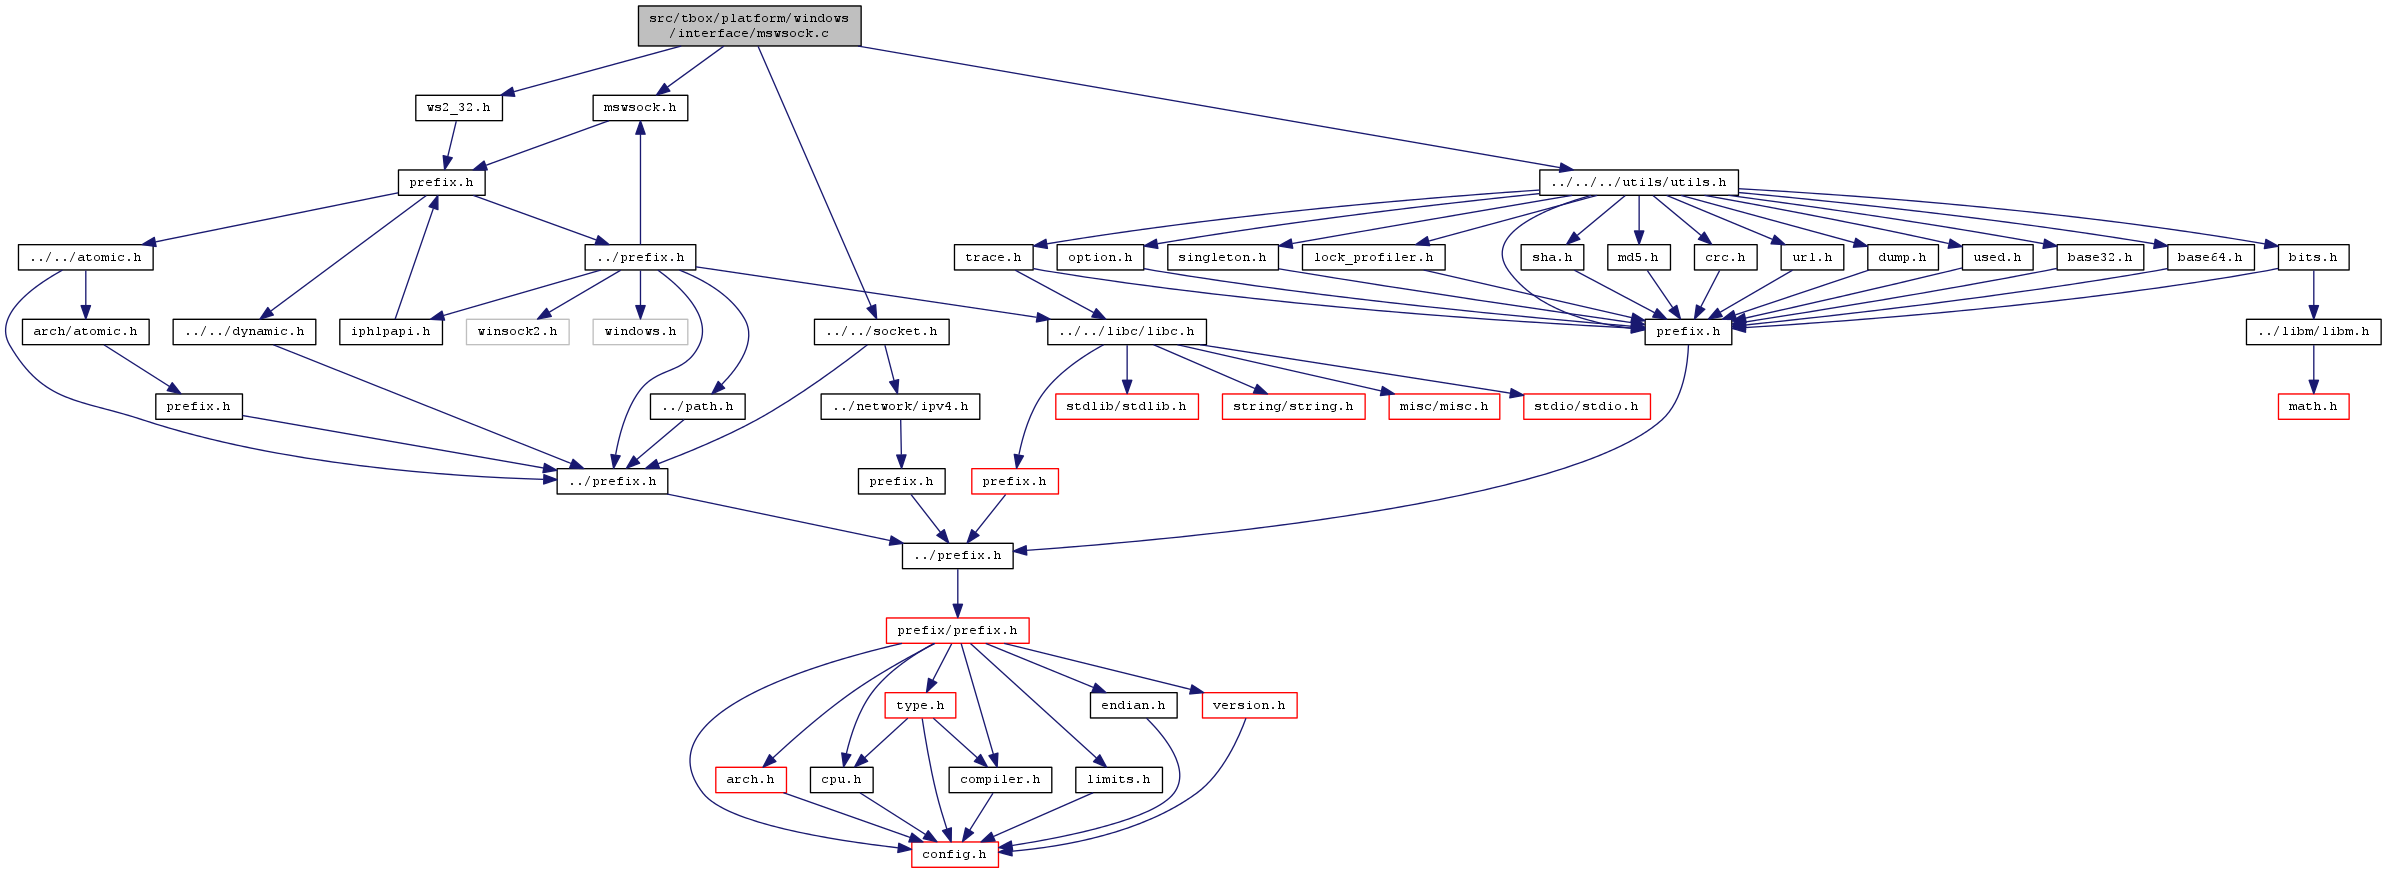 src/tbox/platform/windows
/interface/mswsock.c
ws2_32.h
mswsock.h
prefix.h
../../../utils/utils.h
../../atomic.h
../prefix.h
trace.h
option.h
singleton.h
lock_profiler.h
sha.h
md5.h
crc.h
url.h
dump.h
used.h
base32.h
base64.h
bits.h
arch/atomic.h
../../dynamic.h
iphlpapi.h
winsock2.h
windows.h
../../socket.h
../../libc/libc.h
prefix.h
../libm/libm.h
prefix.h
../path.h
../network/ipv4.h
stdlib/stdlib.h
string/string.h
misc/misc.h
stdio/stdio.h
math.h
../prefix.h
prefix.h
prefix.h
../prefix.h
prefix/prefix.h
type.h
endian.h
version.h
arch.h
cpu.h
compiler.h
limits.h
config.h